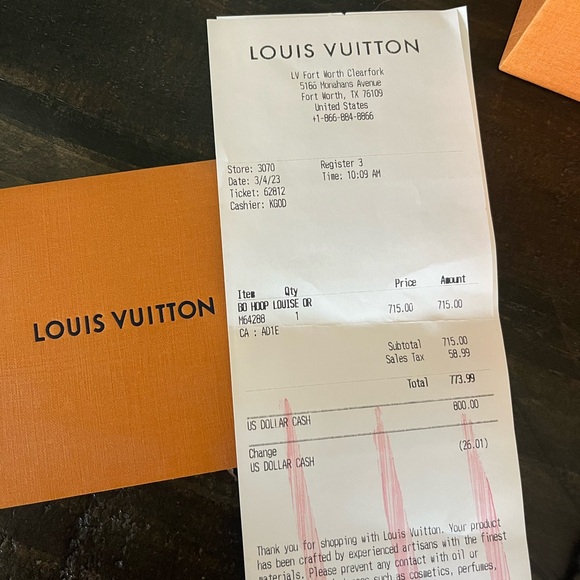 LOUIS VUITTON
LV Fort Worth Clearfork
5166 Monahans Avenue
Fort Worth, TX 76109
United States
+1-866-884-8866
Store: 3070 Register 3
Date: 3/4/23 Time: 10:09 AM
Ticket: 62812
Cashier: KGOD
Item Qty Price Amount
BO HOOP LOUISE OR
M64288 1 715.00 715.00
CA : AD1E
Subtotal 715.00
Sales Tax 58.99
Total 773.99
800.00
US DOLLAR CASH
Change (26.01)
US DOLLAR CASH
Thank you for shopping with Louis Vuitton. Your product
has been crafted by experienced artisans with the finest
materials. Please prevent any contact with oil or
such as cosmetics, perfumes,
LOUIS VUITTON